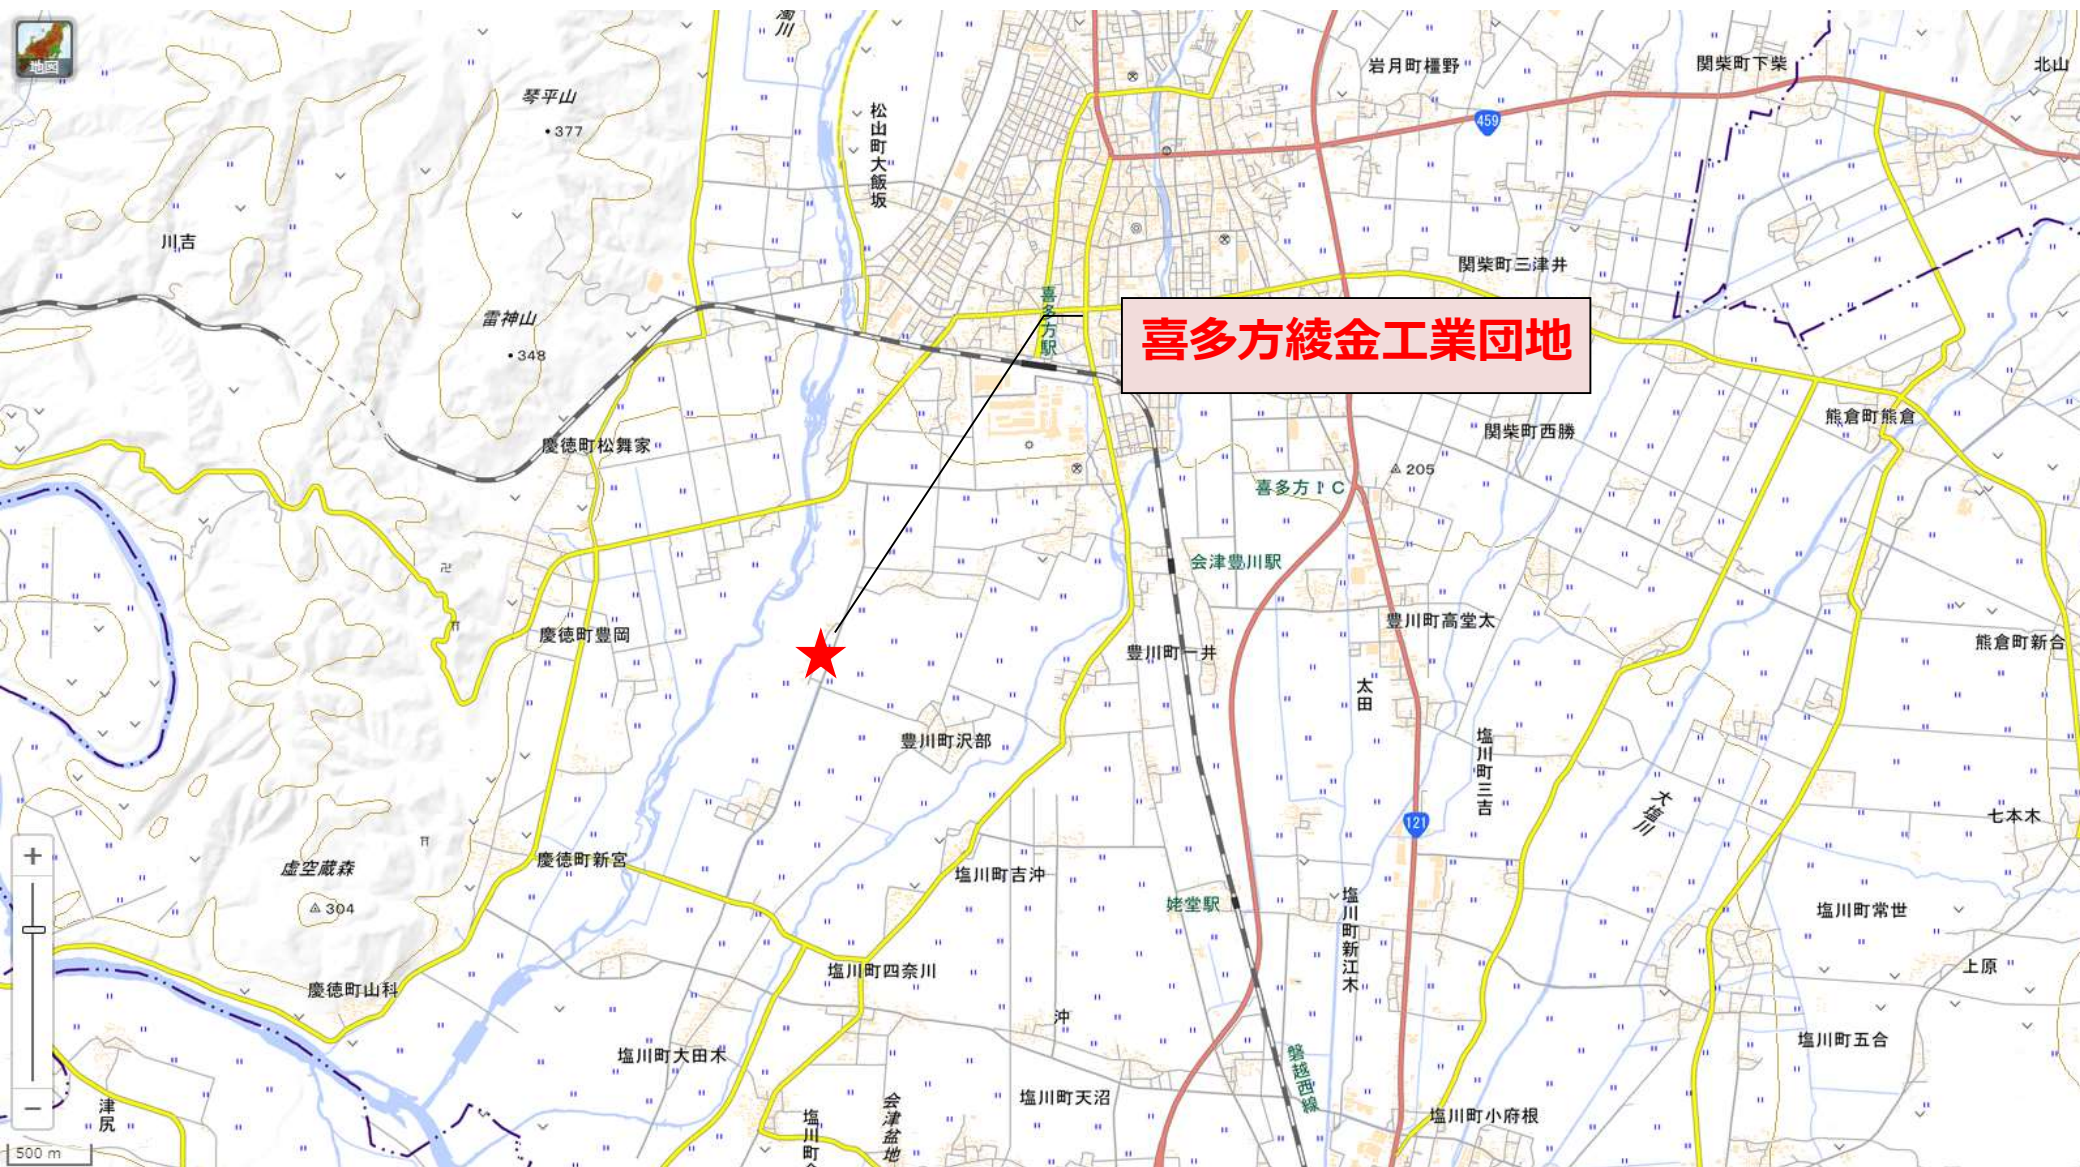 地図
濁川
琴平山
377
松山町大飯坂
岩月町橿野
関柴町下柴
北山
459
川吉
関柴町三津井
喜多方駅
喜多方綾金工業団地
雷神山
348
慶徳町松舞家
関柴町西勝
熊倉町熊倉
205
喜多方IC
会津豊川駅
慶徳町豊岡
豊川町一井
豊川町高堂太
熊倉町新合
太田
豊川町沢部
塩川町三吉
大塩川
121
七本木
慶徳町新宮
虚空蔵森
304
塩川町吉沖
姥堂駅
塩川町新江木
塩川町常世
慶徳町山科
塩川町四奈川
上原
沖
塩川町大田木
塩川町五合
磐越西線
津尻
塩川町天沼
会津盆地
塩川町
塩川町小府根
500 m